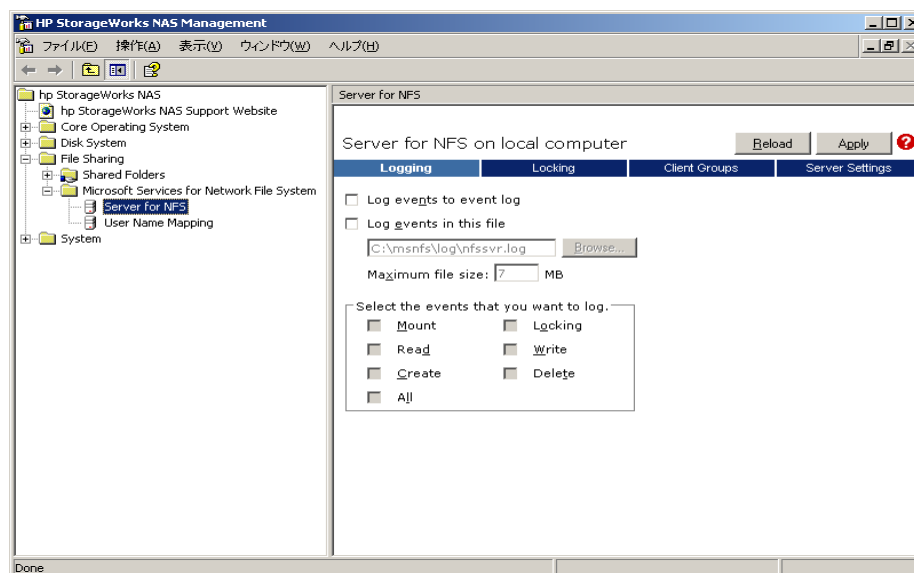 HP StorageWorks NAS Management
ファイル(F) 操作(A) 表示(V) ウィンドウ(W) ヘルプ(H)
hp StorageWorks NAS
hp StorageWorks NAS Support Website
Core Operating System
Disk System
File Sharing
Shared Folders
Microsoft Services for Network File System
Server for NFS
User Name Mapping
System
Server for NFS
Server for NFS on local computer
Reload
Apply
Logging
Locking
Client Groups
Server Settings
Log events to event log
Log events in this file
C:\msnfs\log\nfssvr.log
Browse...
Maximum file size: 7 MB
Select the events that you want to log.
Mount Locking
Read Write
Create Delete
All
Done